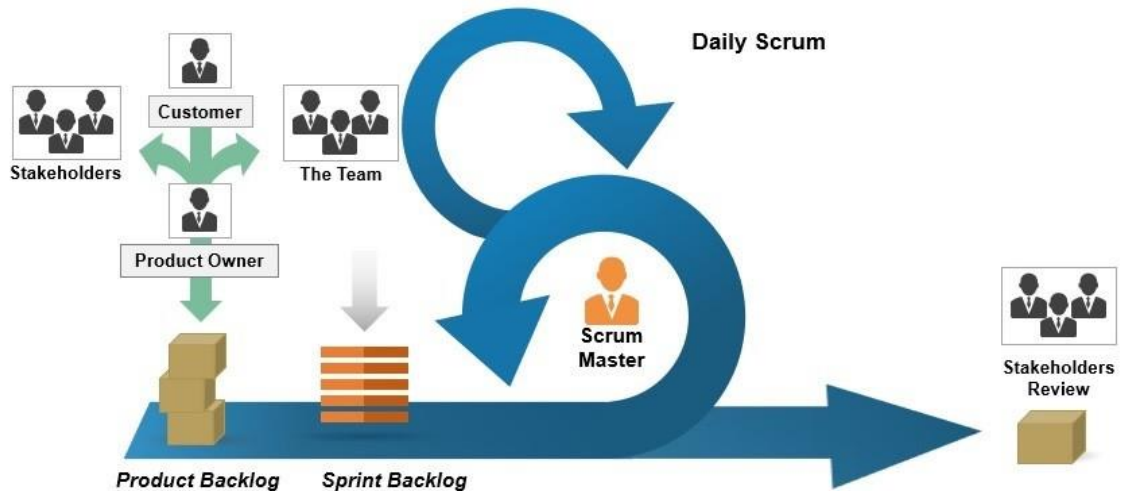 Daily Scrum
Customer
Stakeholders
The Team
Product Owner
Scrum
Master
Stakeholders
Review
Product Backlog
Sprint Backlog